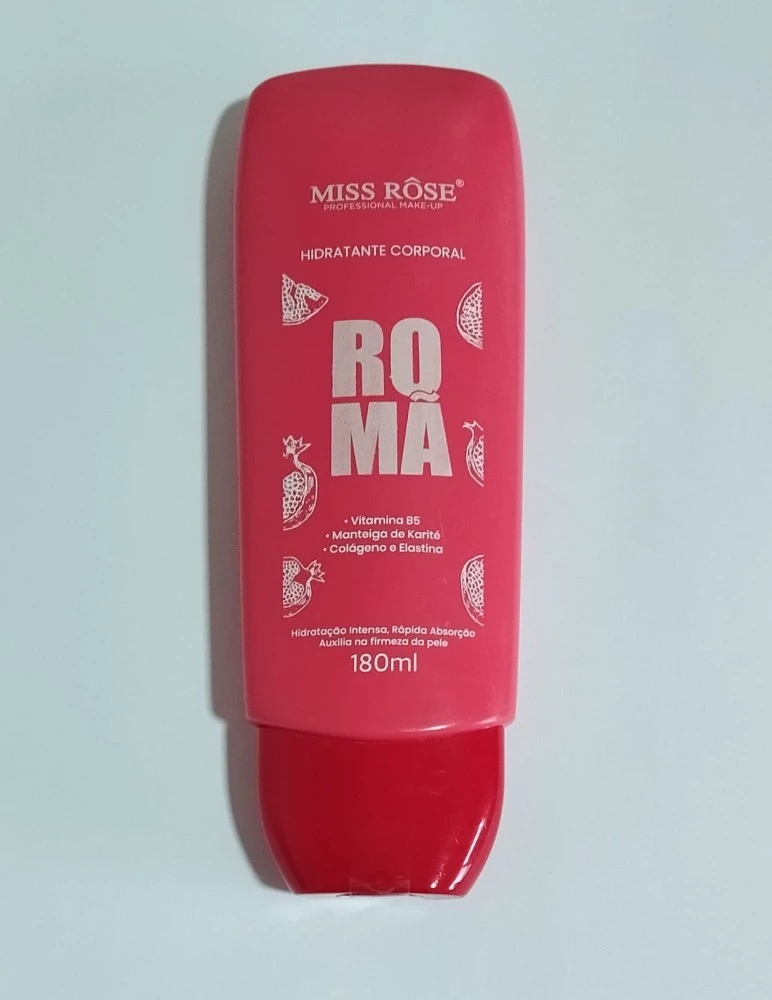 MISS RÔSE®
PROFESSIONAL MAKE-UP
HIDRATANTE CORPORAL
RO
MÃ
• Vitamina B5
• Manteiga de Karité
• Colágeno e Elastina
Hidratação Intensa, Rápida Absorção
Auxilia na firmeza da pele
180ml